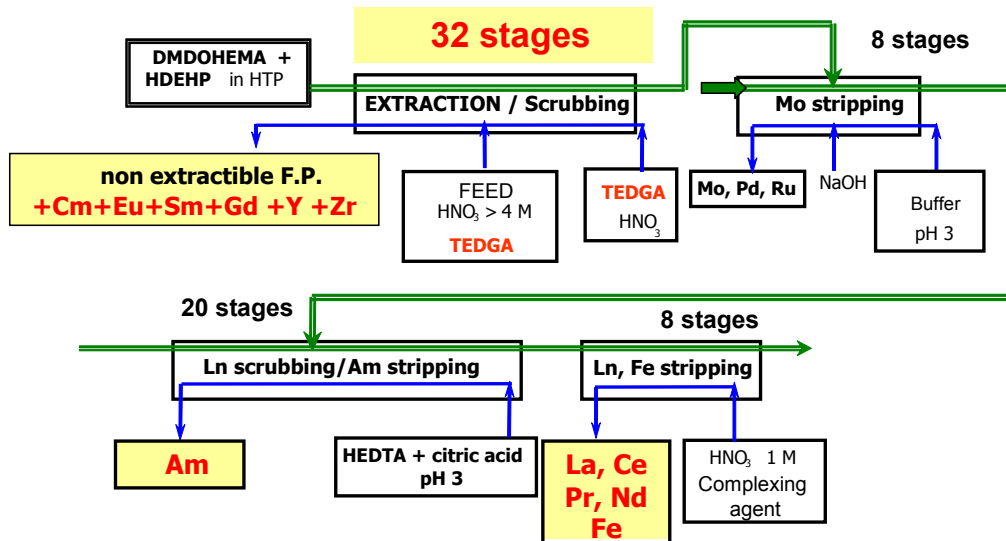 32 stages
8 stages
DMDOHEMA +
HDEHP in HTP
EXTRACTION / Scrubbing
Mo stripping
non extractible F.P.
+Cm+Eu+Sm+Gd +Y +Zr
FEED
HNO₃ > 4 M
TEDGA
TEDGA
HNO₃
Mo, Pd, Ru
NaOH
Buffer
pH 3
20 stages
8 stages
Ln scrubbing/Am stripping
Ln, Fe stripping
Am
HEDTA + citric acid
pH 3
La, Ce
Pr, Nd
Fe
HNO₃ 1 M
Complexing
agent